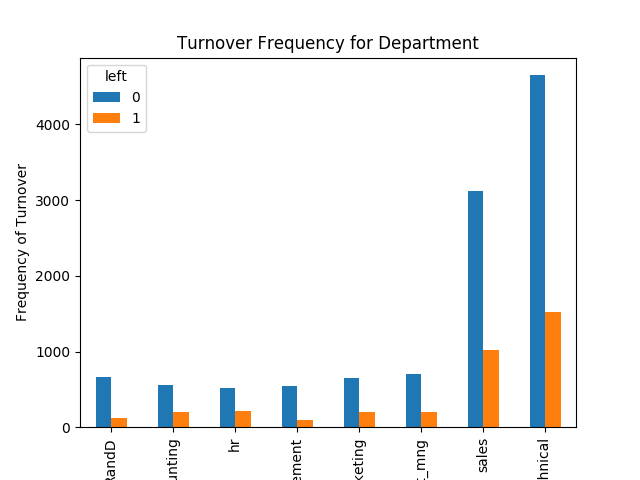 Turnover Frequency for Department
left
0
1
Frequency of Turnover
4000
3000
2000
1000
0
RandD
unting
hr
ement
keting
t_mng
sales
hnical